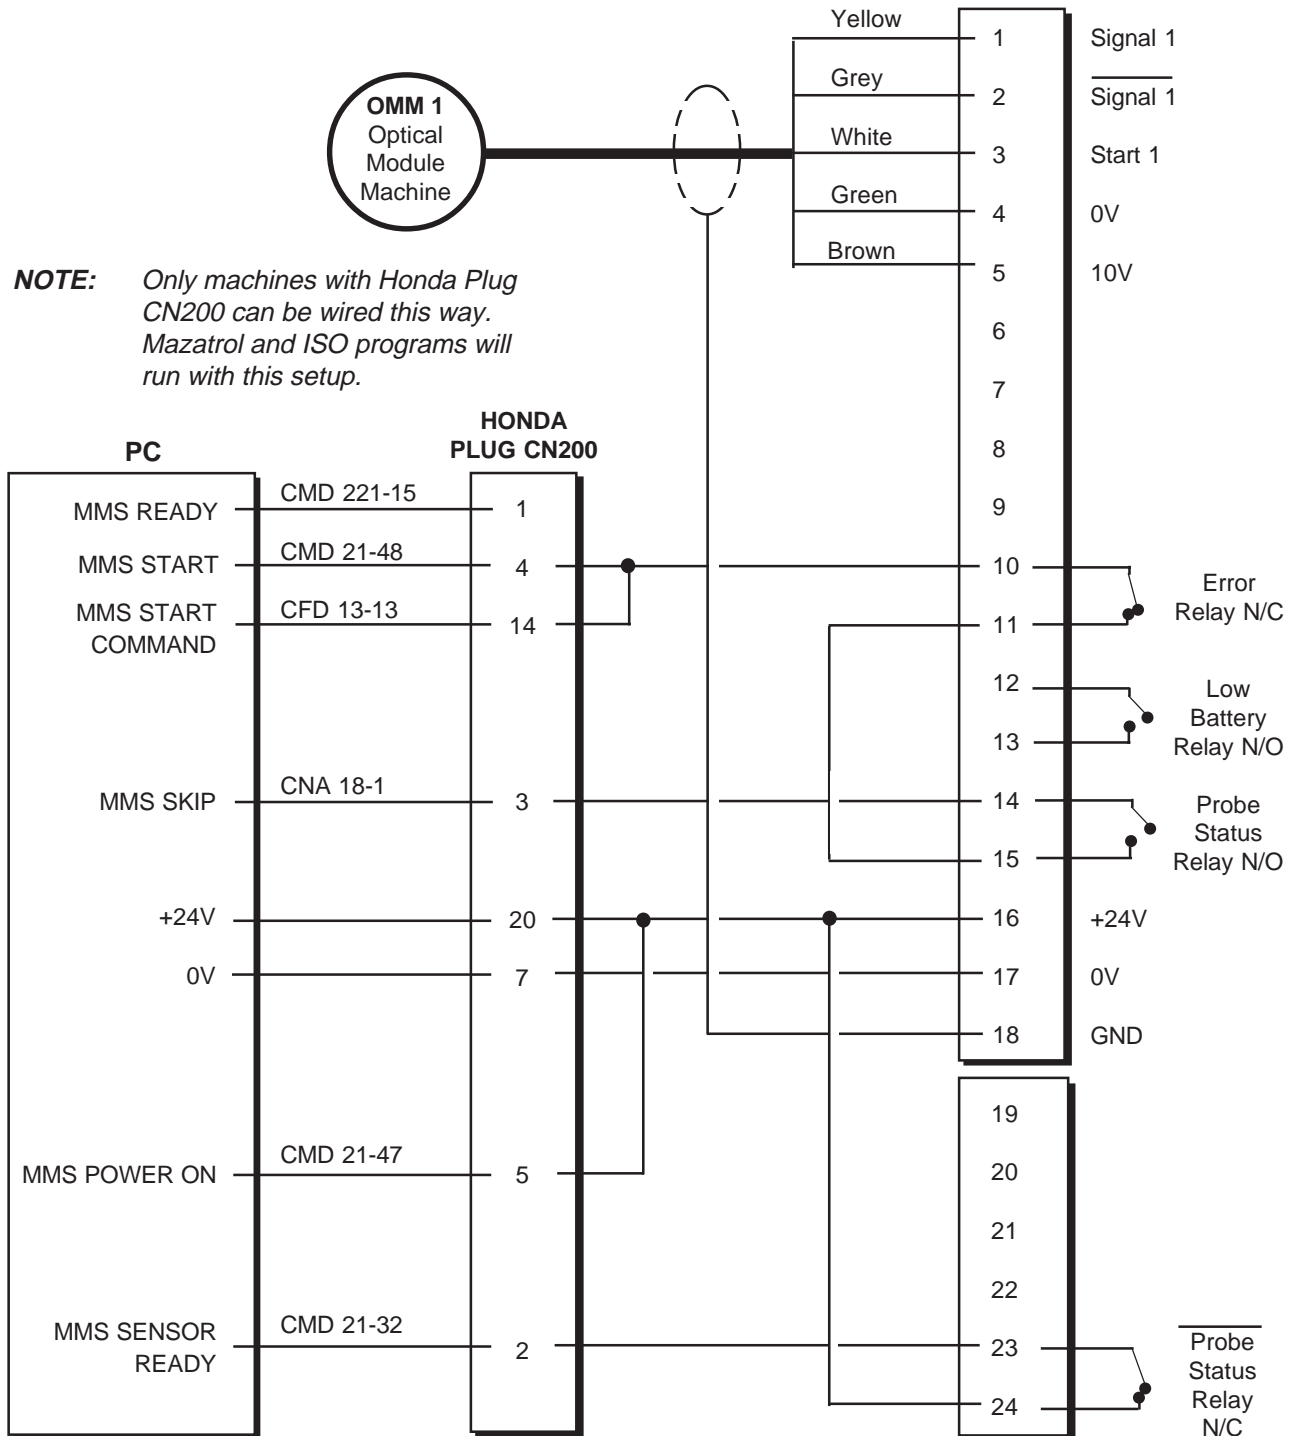 Yellow
1
Signal 1
Grey
2
Signal 1
OMM 1
Optical
Module
Machine
White
3
Start 1
Green
4
0V
Brown
5
10V
NOTE: Only machines with Honda Plug
CN200 can be wired this way.
Mazatrol and ISO programs will
run with this setup.
6
7
8
9
PC
HONDA
PLUG CN200
MMS READY
CMD 221-15
1
MMS START
CMD 21-48
4
10
Error
Relay N/C
MMS START
COMMAND
CFD 13-13
14
11
12
Low
Battery
Relay N/O
13
MMS SKIP
CNA 18-1
3
14
Probe
Status
Relay N/O
15
+24V
20
16
+24V
0V
7
17
0V
18
GND
19
MMS POWER ON
CMD 21-47
5
20
21
22
MMS SENSOR
READY
CMD 21-32
2
23
24
Probe
Status
Relay
N/C